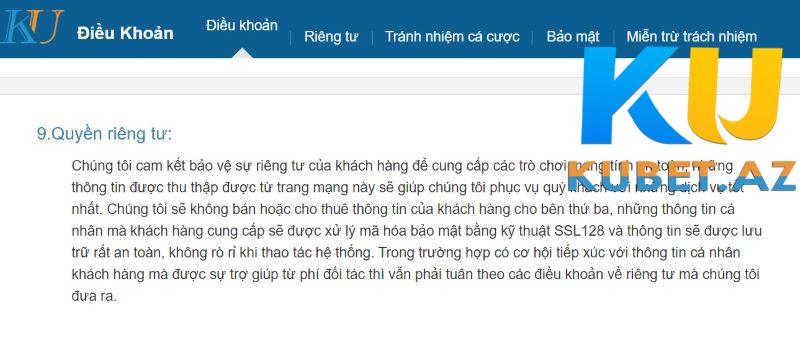 KU Điều Khoản Điều khoản Riêng tư Tránh nhiệm cá cược Bảo mật Miễn trừ trách nhiệm
KU
KUBET.AZ
9.Quyền riêng tư:
Chúng tôi cam kết bảo vệ sự riêng tư của khách hàng để cung cấp các trò chơi mang tính an toàn, những
thông tin được thu thập được từ trang mạng này sẽ giúp chúng tôi phục vụ quý khách với những dịch vụ tốt
nhất. Chúng tôi sẽ không bán hoặc cho thuê thông tin của khách hàng cho bên thứ ba, những thông tin cá
nhân mà khách hàng cung cấp sẽ được xử lý mã hóa bảo mật bằng kỹ thuật SSL128 và thông tin sẽ được lưu
trữ rất an toàn, không rò rỉ khi thao tác hệ thống. Trong trường hợp có cơ hội tiếp xúc với thông tin cá nhân
khách hàng mà được sự trợ giúp từ phí đối tác thì vẫn phải tuân theo các điều khoản về riêng tư mà chúng tôi
đưa ra.